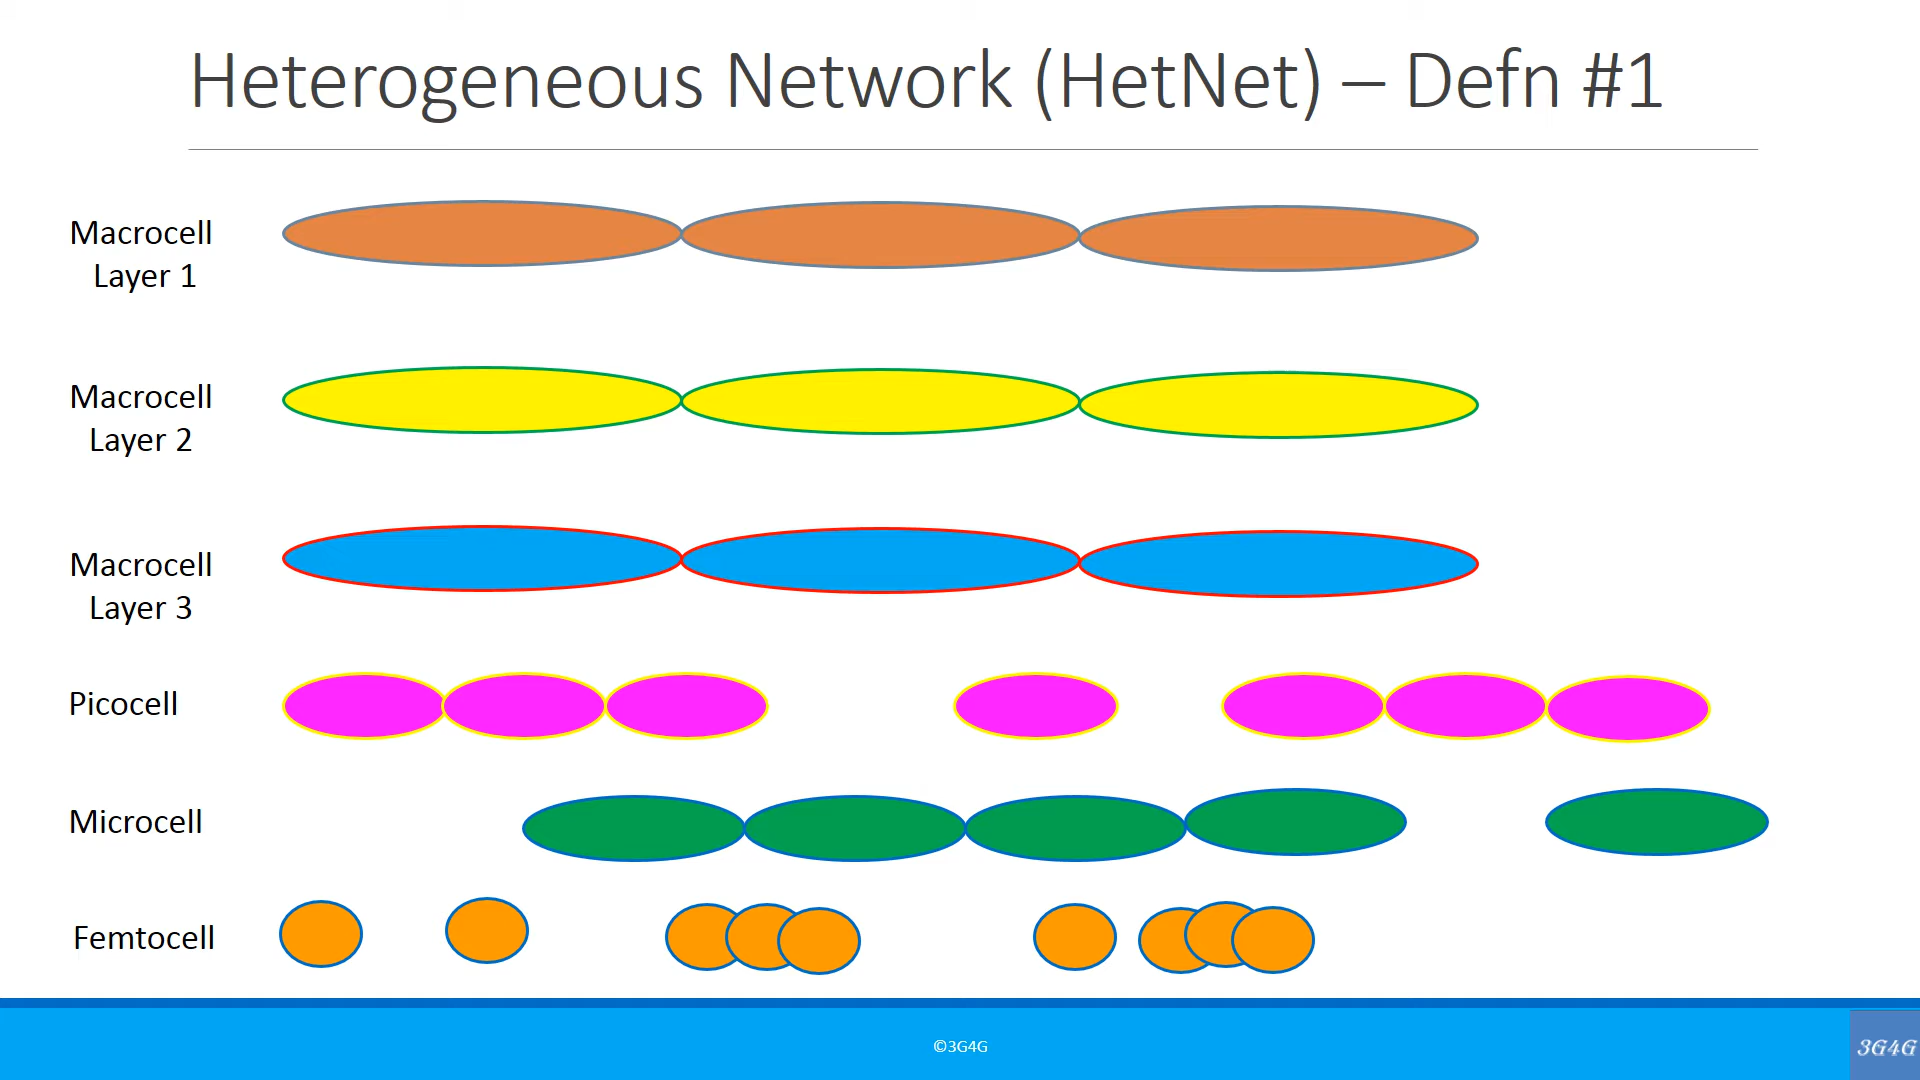 Heterogeneous Network (HetNet) – Defn #1
Macrocell
Layer 1
Macrocell
Layer 2
Macrocell
Layer 3
Picocell
Microcell
Femtocell
©3G4G
3G4G